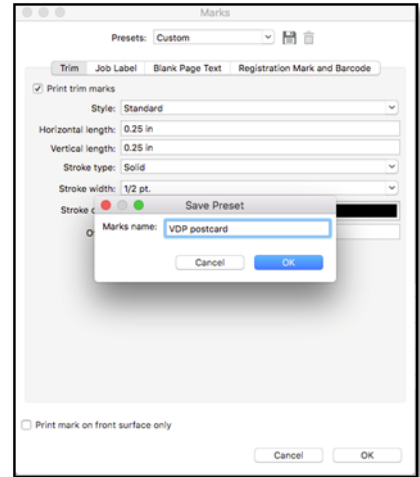 Marks
Presets: Custom
Trim Job Label Blank Page Text Registration Mark and Barcode
Print trim marks
Style: Standard
Horizontal length: 0.25 in
Vertical length: 0.25 in
Stroke type: Solid
Stroke width: 1/2 pt.
Save Preset
Stroke
Marks name: VDP postcard
Cancel OK
Print mark on front surface only
Cancel OK